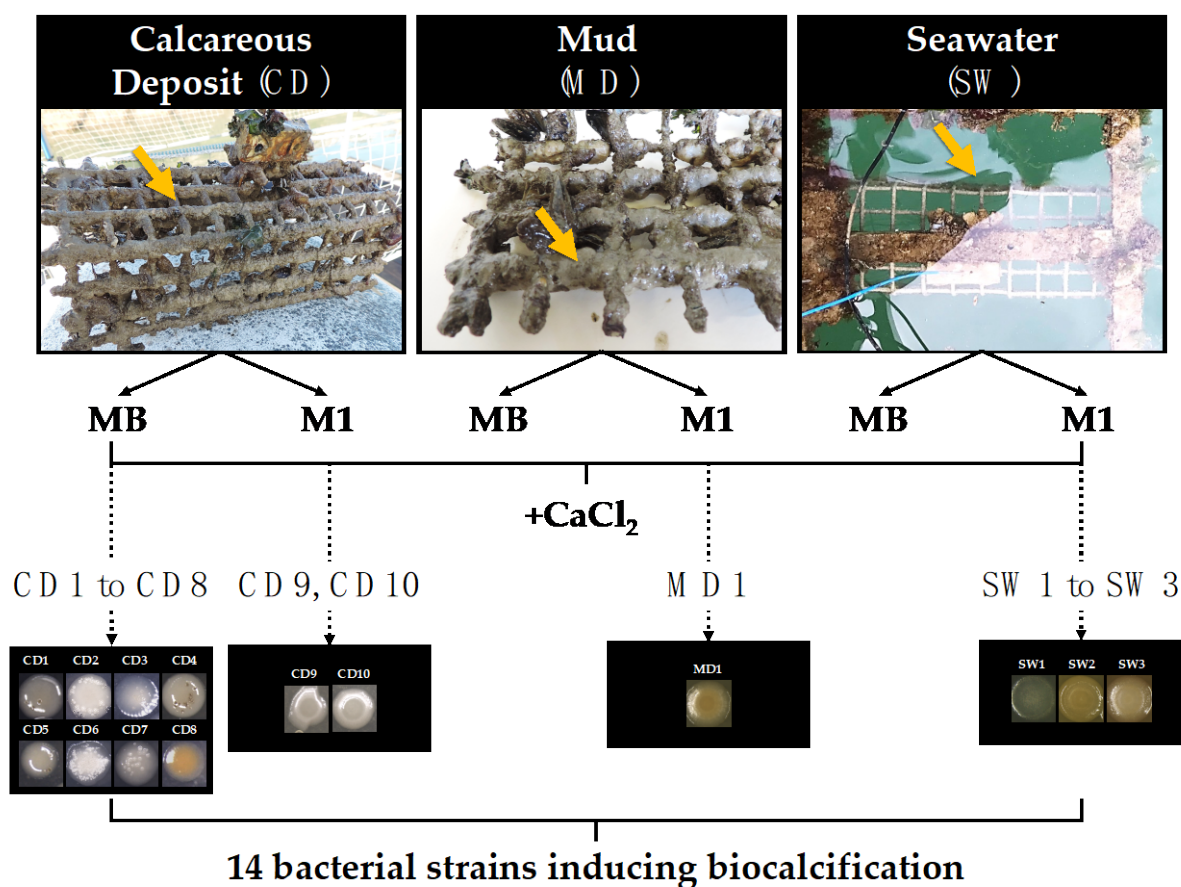 Calcareous
Deposit (CD)
Mud
(MD)
Seawater
(SW)
MB
M1
MB
M1
MB
M1
+CaCl₂
CD1 to CD8
CD9, CD10
MD1
SW1 to SW3
CD1 CD2 CD3 CD4
CD5 CD6 CD7 CD8
CD9 CD10
MD1
SW1 SW2 SW3
14 bacterial strains inducing biocalcification